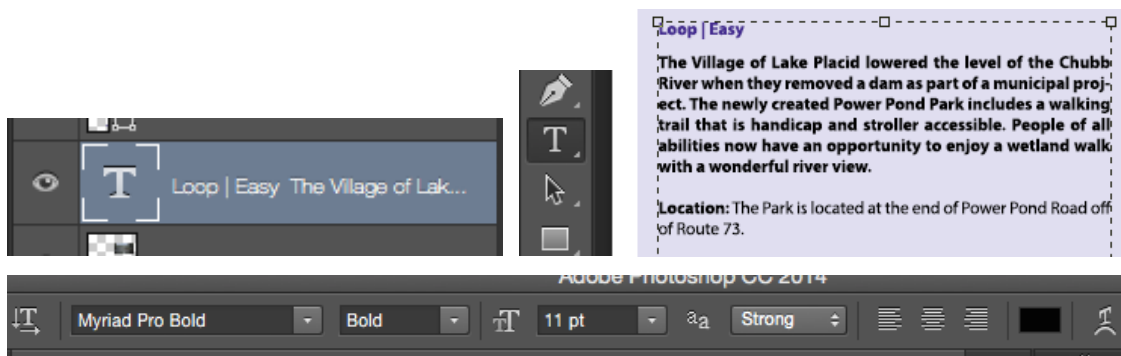 Loop | Easy The Village of Lak...
T
T
Loop | Easy
The Village of Lake Placid lowered the level of the Chubb
River when they removed a dam as part of a municipal proj-
ect. The newly created Power Pond Park includes a walking
trail that is handicap and stroller accessible. People of all
abilities now have an opportunity to enjoy a wetland walk
with a wonderful river view.
Location: The Park is located at the end of Power Pond Road off
of Route 73.
Adobe Photoshop CC 2014
Myriad Pro Bold
Bold
11 pt
aa
Strong